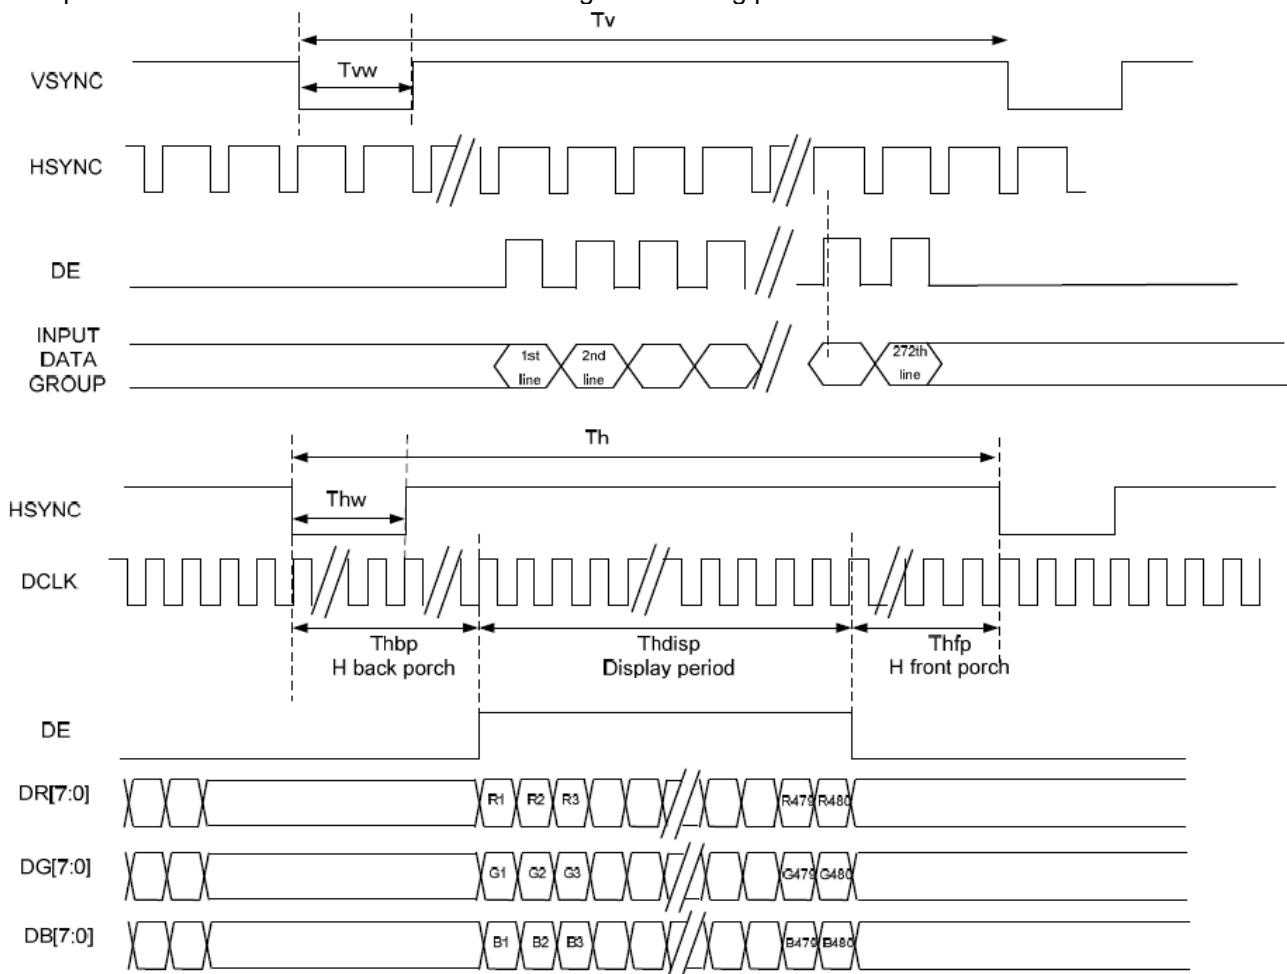 Tv
VSYNC
Tvw
HSYNC
DE
INPUT
DATA
GROUP
1st
line
2nd
line
272th
line
Th
HSYNC
Thw
DCLK
Thbp
H back porch
Thdisp
Display period
Thfp
H front porch
DE
DR[7:0]
R1 R2 R3 R479 R480
DG[7:0]
G1 G2 G3 G479 G480
DB[7:0]
B1 B2 B3 B479 B480